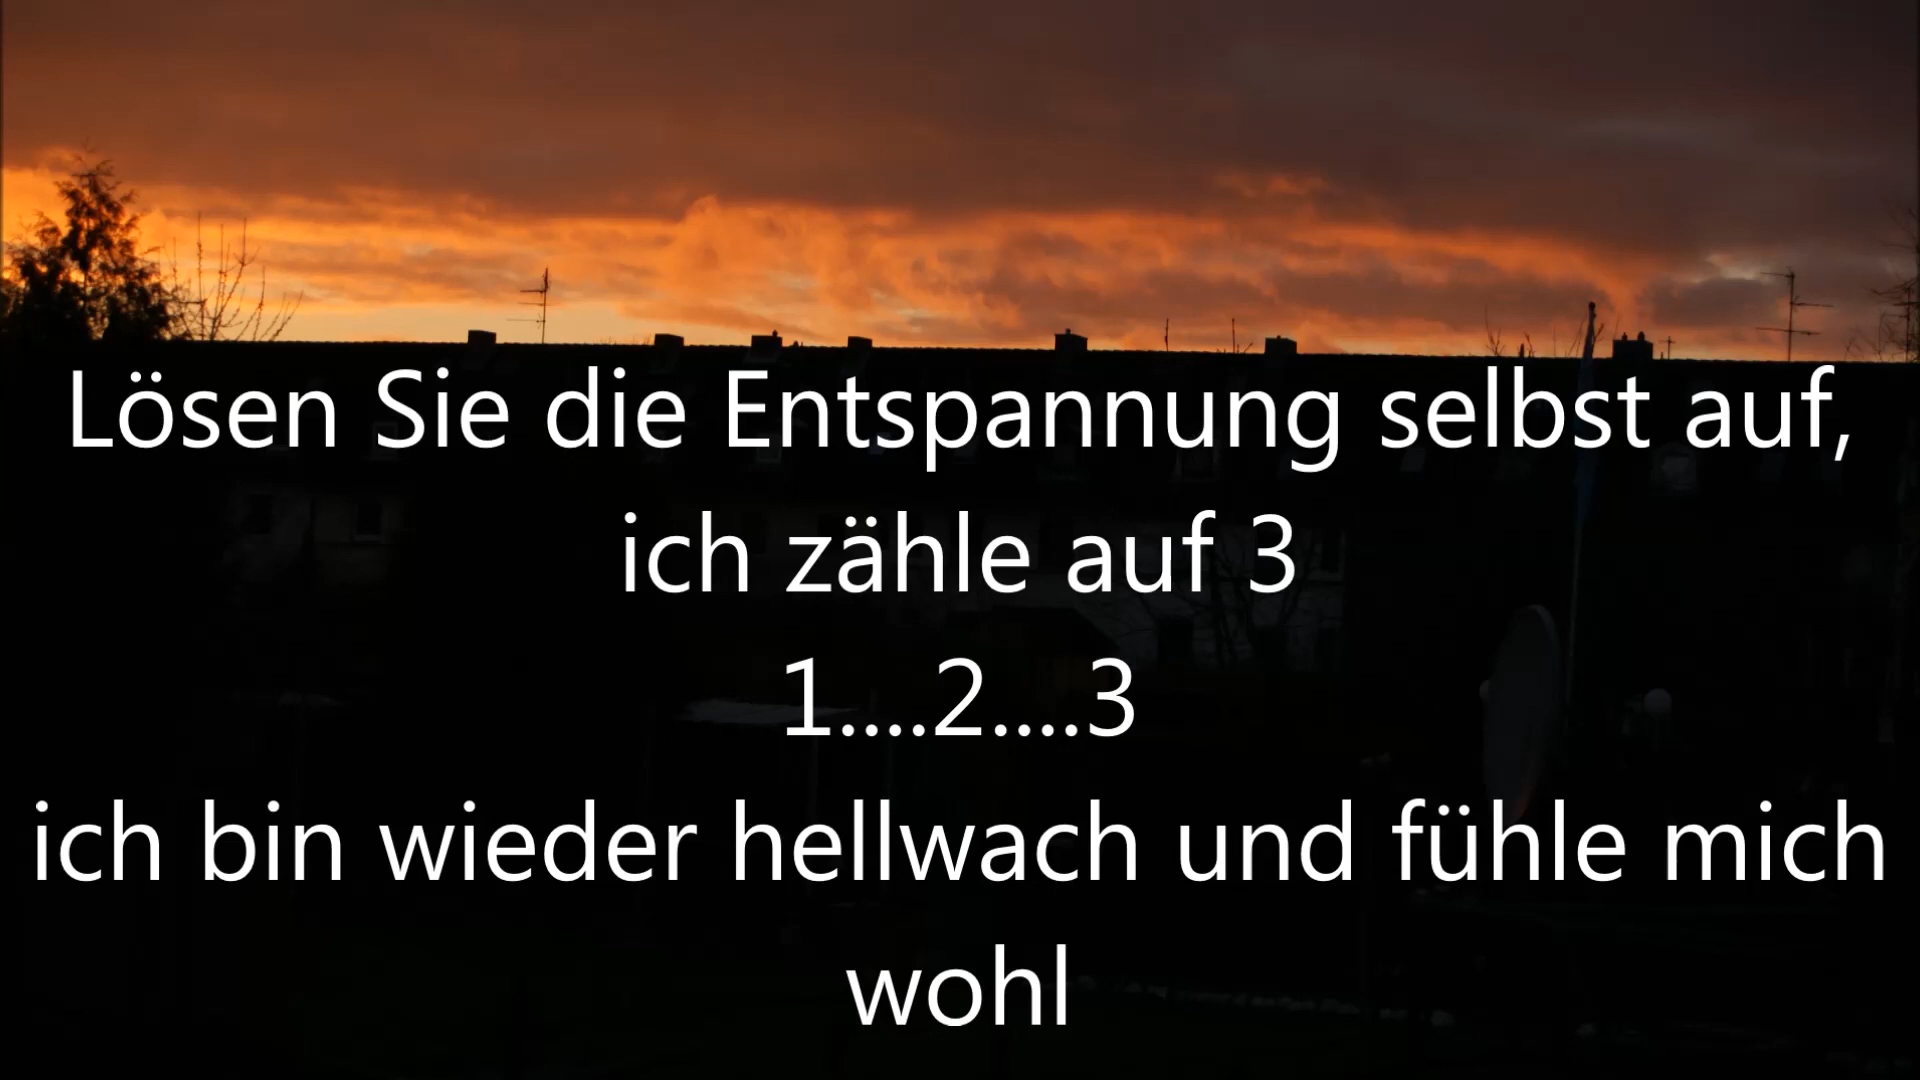 Lösen Sie die Entspannung selbst auf,
ich zähle auf 3
1....2....3
ich bin wieder hellwach und fühle mich
wohl